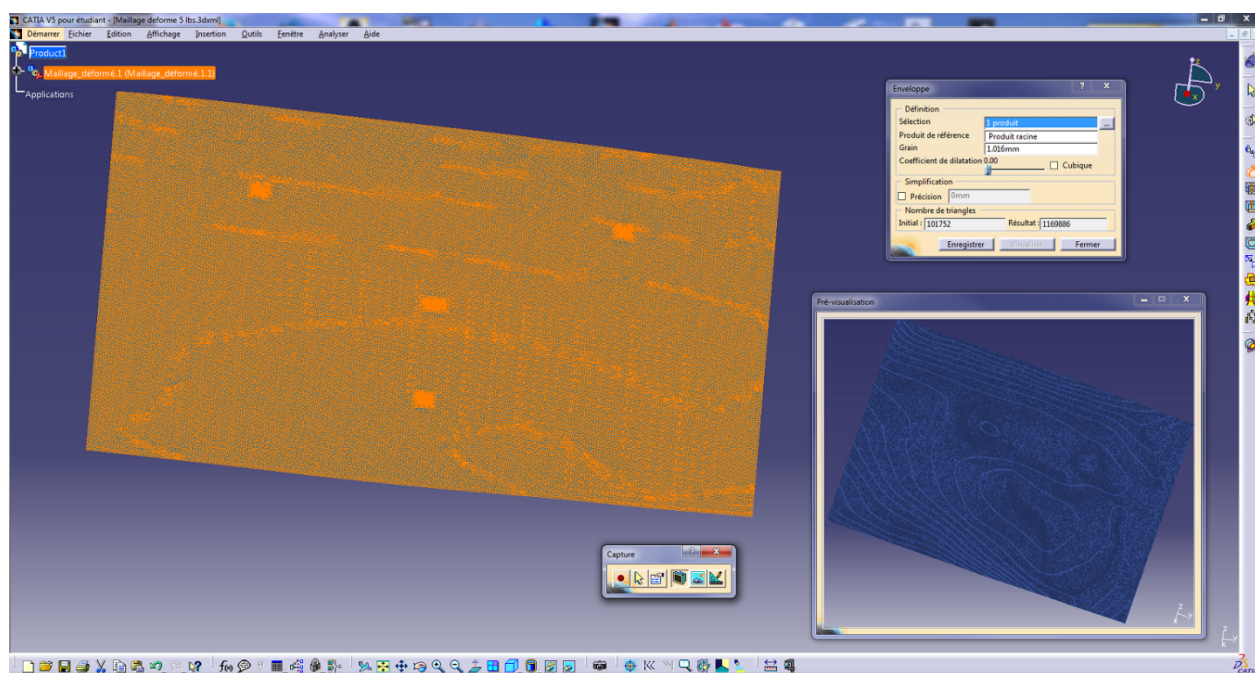 CATIA V5 pour étudiant - [Maillage deforme 5 lbs.3dxml]
Démarrer Fichier Edition Affichage Insertion Outils Fenêtre Analyser Aide
Product1
Maillage_déformé.1 (Maillage_déformé.1.1)
Applications
z
y
x
Enveloppe
Définition
Sélection 1 produit ...
Produit de référence Produit racine
Grain 1.016mm
Coefficient de dilatation 0.00 Cubique
Simplification
Précision 0mm
Nombre de triangles
Initial : 101752 Résultat : 1169886
Enregistrer Visualiser Fermer
Pré-visualisation
z
y
Capture
z
y
f(x)
CATIA